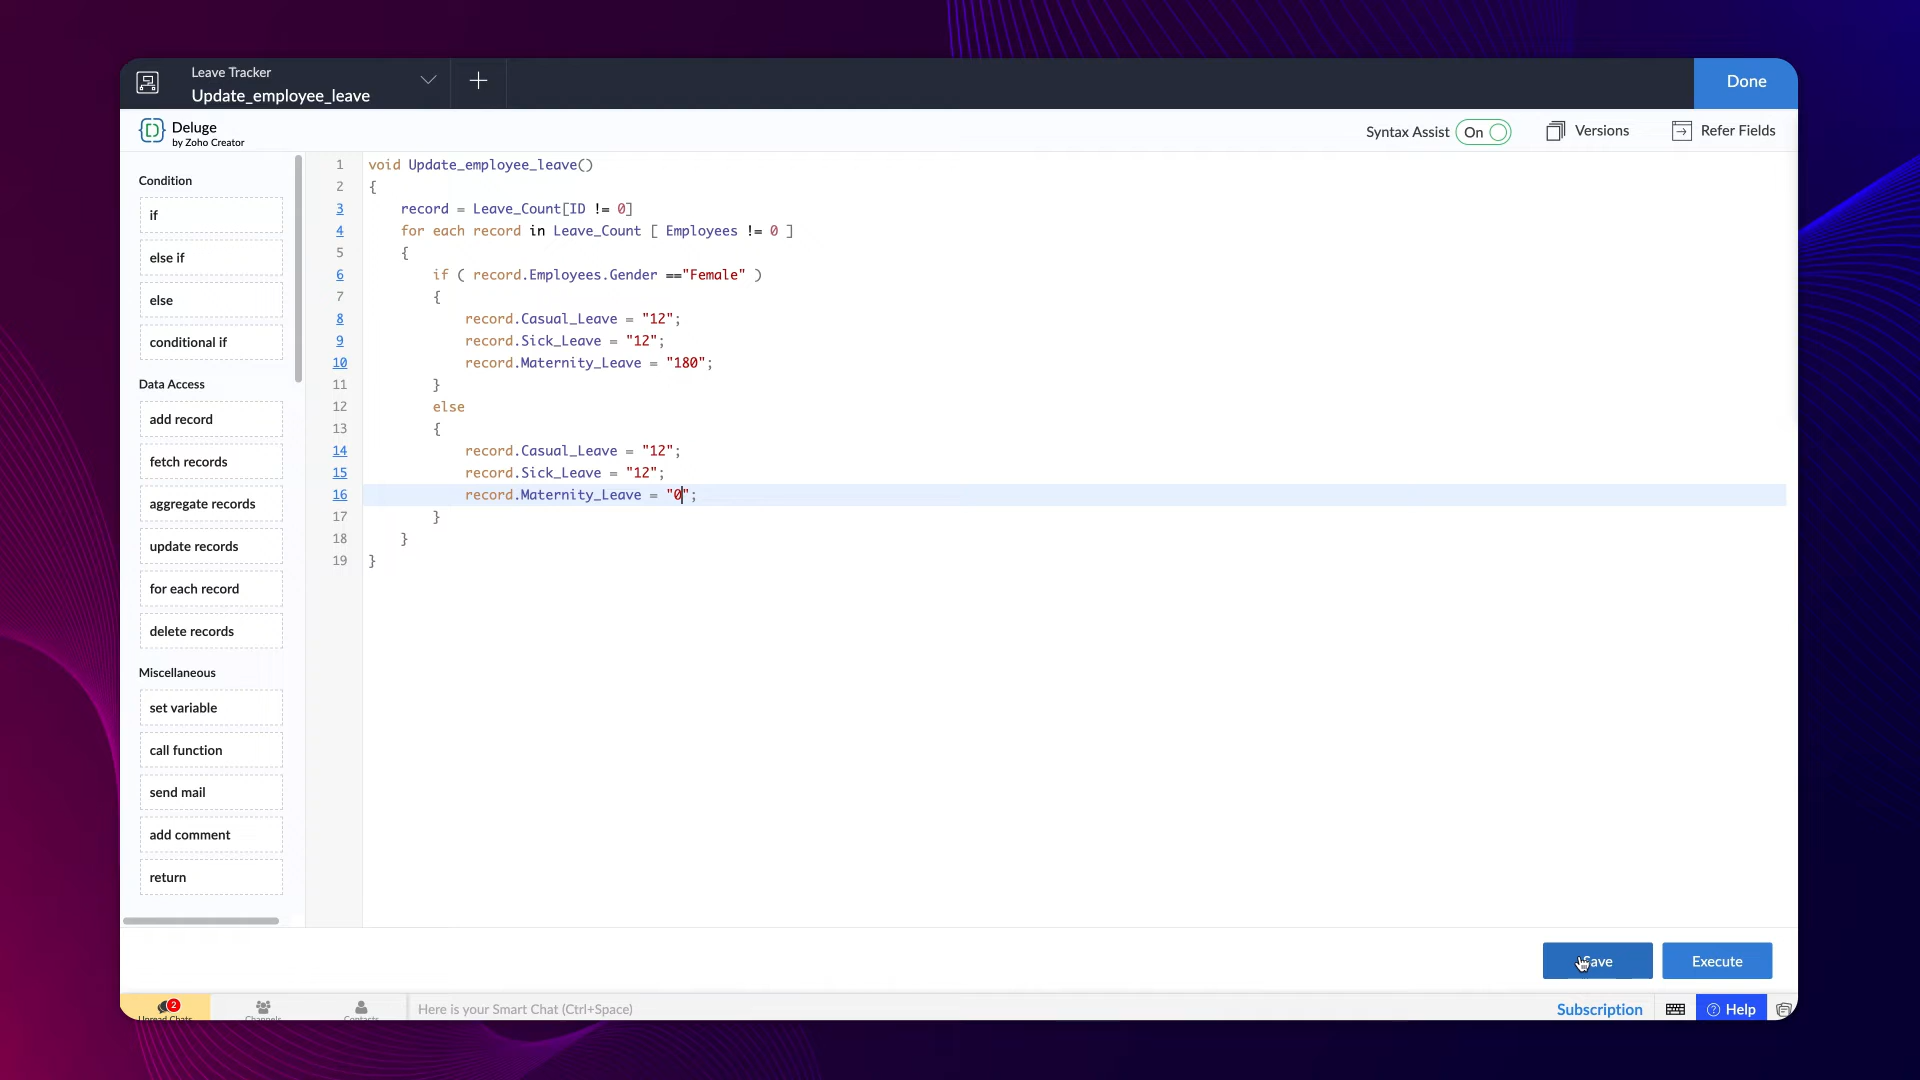 Leave Tracker
Update_employee_leave
Done
Deluge
by Zoho Creator
Syntax Assist On
Versions
Refer Fields
Condition
if
else if
else
conditional if
Data Access
add record
fetch records
aggregate records
update records
for each record
delete records
Miscellaneous
set variable
call function
send mail
add comment
return
1 void Update_employee_leave()
2 {
3 record = Leave_Count[ID != 0]
4 for each record in Leave_Count [ Employees != 0 ]
5 {
6 if ( record.Employees.Gender =="Female" )
7 {
8 record.Casual_Leave = "12";
9 record.Sick_Leave = "12";
10 record.Maternity_Leave = "180";
11 }
12 else
13 {
14 record.Casual_Leave = "12";
15 record.Sick_Leave = "12";
16 record.Maternity_Leave = "0";
17 }
18 }
19 }
Save
Execute
2
Unread Chats
Channels
Contacts
Here is your Smart Chat (Ctrl+Space)
Subscription
Help